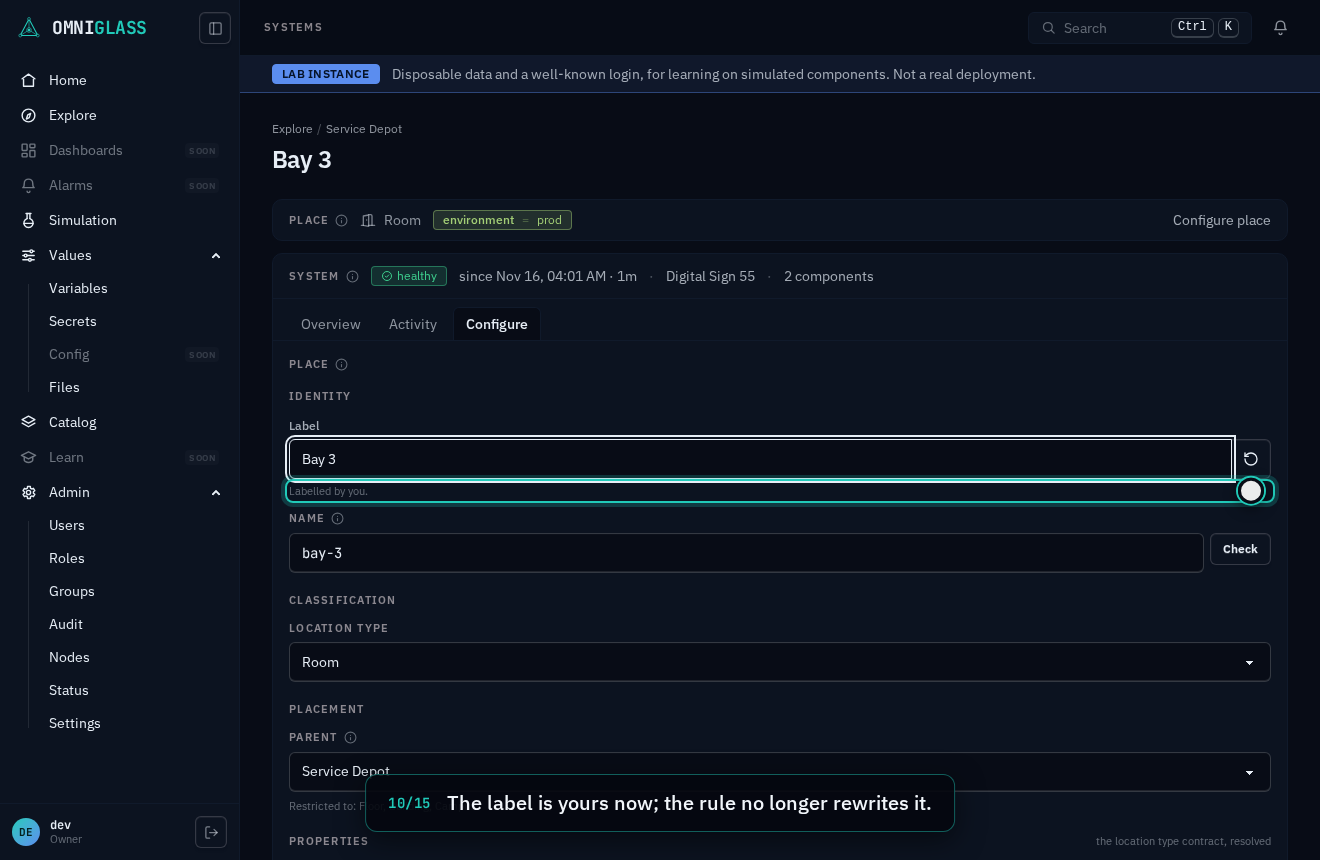 OMNIGLASS
SYSTEMS
Search
Ctrl
K
LAB INSTANCE
Disposable data and a well-known login, for learning on simulated components. Not a real deployment.
Home
Explore
Dashboards
SOON
Alarms
SOON
Simulation
Values
Variables
Secrets
Config
SOON
Files
Catalog
Learn
SOON
Admin
Users
Roles
Groups
Audit
Nodes
Status
Settings
DE
dev
Owner
Explore / Service Depot
Bay 3
PLACE
Room
environment = prod
Configure place
SYSTEM
healthy
since Nov 16, 04:01 AM · 1m · Digital Sign 55 · 2 components
Overview
Activity
Configure
PLACE
IDENTITY
Label
Bay 3
Labelled by you.
NAME
bay-3
Check
CLASSIFICATION
LOCATION TYPE
Room
PLACEMENT
PARENT
Service Depot
Restricted to:
10/15 The label is yours now; the rule no longer rewrites it.
PROPERTIES
the location type contract, resolved